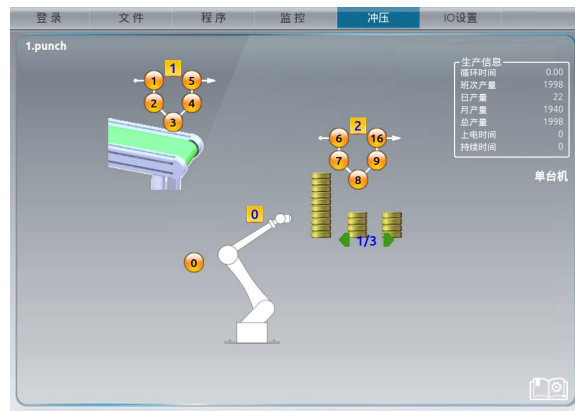 登录 文件 程序 监控 冲压 IO设置
1.punch
生产信息
循环时间 0.00
班次产量 1998
日产量 22
月产量 1940
总产量 1998
上电时间 0
持续时间 0
单台机
1
1 5
2 4
3
2
6 16
7 9
8
0
1/3
0